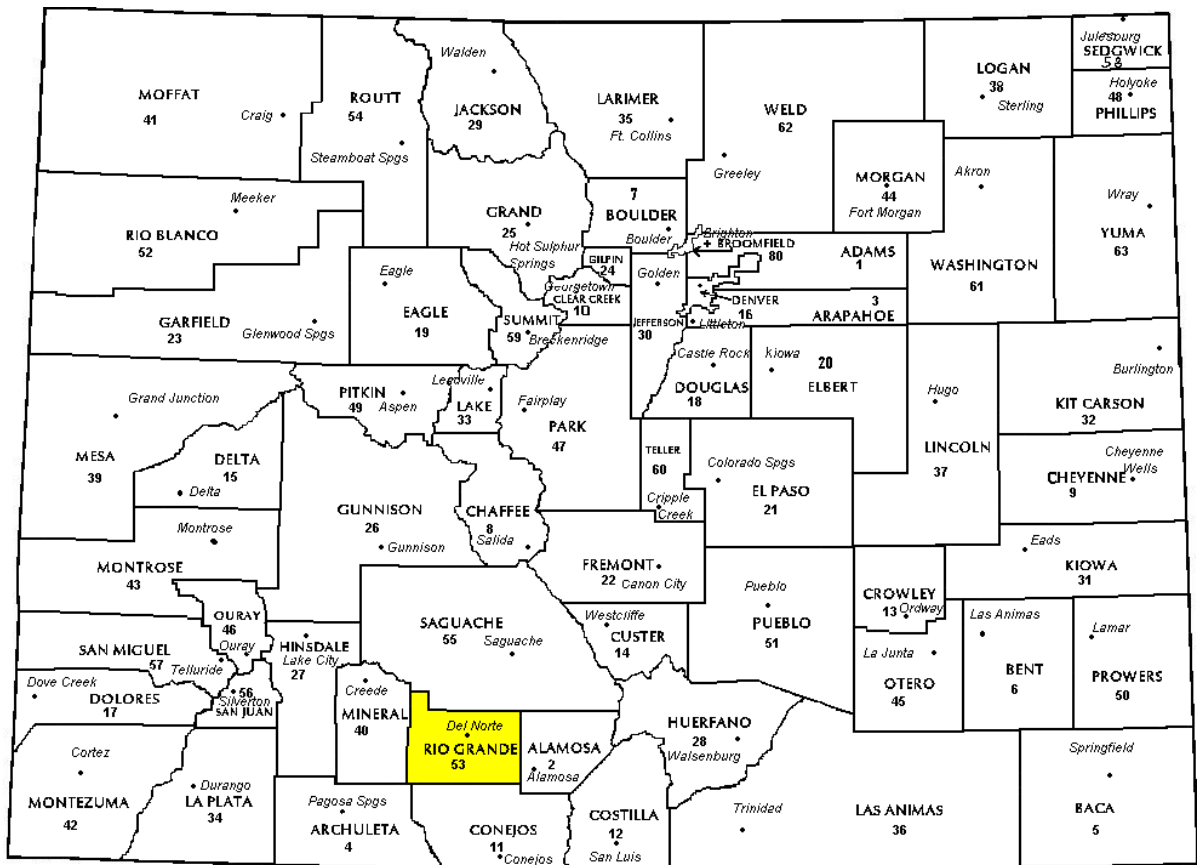 MOFFAT
41
Craig
ROUTT
54
Steamboat Spgs
Walden
JACKSON
29
LARIMER
35
Ft. Collins
WELD
62
Greeley
LOGAN
38
Sterling
Julesburg
SEDGWICK
58
Holyoke
48
PHILLIPS
MORGAN
44
Fort Morgan
Akron
WASHINGTON
61
Wray
YUMA
63
Meeker
RIO BLANCO
52
GRAND
25
Hot Sulphur
Springs
7
BOULDER
Boulder
Brighton
+ BROOMFIELD
80
ADAMS
1
GILPIN
24
Golden
JEFFERSON
30
Georgetown
CLEAR CREEK
10
DENVER
16
3
ARAPAHOE
Littleton
GARFIELD
23
Glenwood Spgs
Eagle
EAGLE
19
SUMMIT
59
Breckenridge
Castle Rock
DOUGLAS
18
Kiowa
20
ELBERT
Hugo
LINCOLN
37
Burlington
KIT CARSON
32
Grand Junction
MESA
39
PITKIN
49
Aspen
Leadville
LAKE
33
Fairplay
PARK
47
DELTA
15
Delta
GUNNISON
26
Gunnison
CHAFFEE
8
Salida
TELLER
60
Cripple
Creek
Colorado Spgs
EL PASO
21
Cheyenne
Wells
CHEYENNE
9
Montrose
MONTROSE
43
FREMONT
22
Canon City
Eads
KIOWA
31
OURAY
46
Ouray
HINSDALE
Lake City
27
SAGUACHE
55
Saguache
Westcliffe
CUSTER
14
Pueblo
PUEBLO
51
CROWLEY
13
Ordway
Las Animas
BENT
6
Lamar
PROWERS
50
SAN MIGUEL
57
Telluride
Dove Creek
DOLORES
17
56
Silverton
SAN JUAN
Creede
MINERAL
40
Del Norte
RIO GRANDE
53
ALAMOSA
2
Alamosa
HUERFANO
28
Walsenburg
La Junta
OTERO
45
Cortez
MONTEZUMA
42
Durango
LA PLATA
34
Pagosa Spgs
ARCHULETA
4
CONEJOS
11
Conejos
COSTILLA
12
San Luis
Trinidad
LAS ANIMAS
36
Springfield
BACA
5